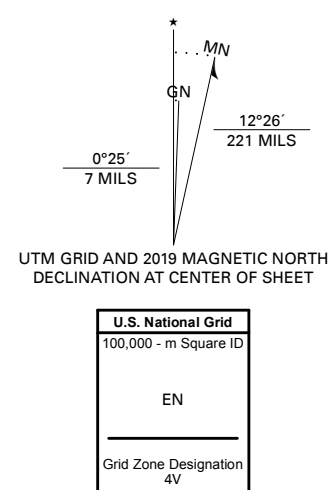 ★
MN
GN
12°26´
221 MILS
0°25´
7 MILS
UTM GRID AND 2019 MAGNETIC NORTH
DECLINATION AT CENTER OF SHEET
U.S. National Grid
100,000 - m Square ID
EN
Grid Zone Designation
4V